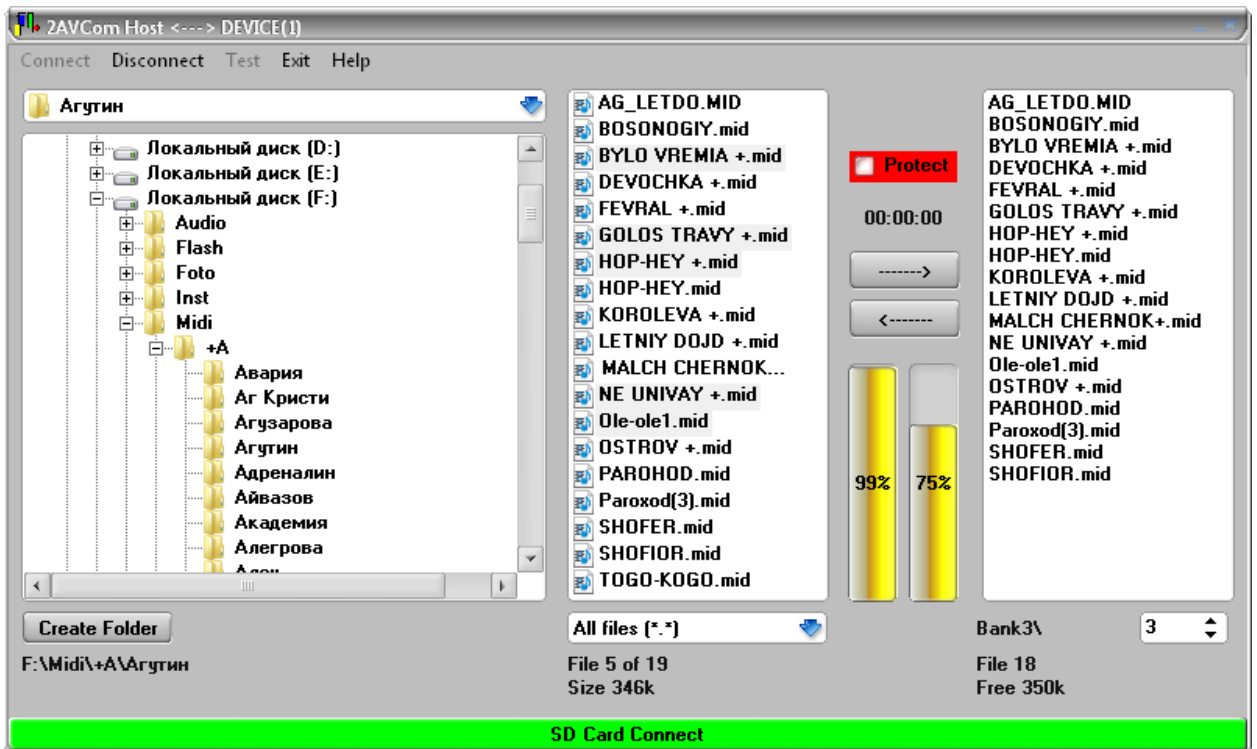 2AVCom Host <---> DEVICE(1)
Connect Disconnect Test Exit Help
Агутин
Локальный диск (D:)
Локальный диск (E:)
Локальный диск (F:)
Audio
Flash
Foto
Inst
Midi
+A
Авария
Аг Кристи
Агузарова
Агутин
Адреналин
Айвазов
Академия
Алегрова
Create Folder
F:\Midi\+A\Агутин
AG_LETDO.MID
BOSONOGIY.mid
BYLO VREMIA +.mid
DEVOCHKA +.mid
FEVRAL +.mid
GOLOS TRAVY +.mid
HOP-HEY +.mid
HOP-HEY.mid
KOROLEVA +.mid
LETNIY DOJD +.mid
MALCH CHERNOK...
NE UNIVAY +.mid
Ole-ole1.mid
OSTROV +.mid
PAROHOD.mid
Paroxod(3).mid
SHOFER.mid
SHOFIOR.mid
TOGO-KOGO.mid
All files (*.*)
File 5 of 19
Size 346k
Protect
00:00:00
------->
<-------
99%
75%
AG_LETDO.MID
BOSONOGIY.mid
BYLO VREMIA +.mid
DEVOCHKA +.mid
FEVRAL +.mid
GOLOS TRAVY +.mid
HOP-HEY +.mid
HOP-HEY.mid
KOROLEVA +.mid
LETNIY DOJD +.mid
MALCH CHERNOK+.mid
NE UNIVAY +.mid
Ole-ole1.mid
OSTROV +.mid
PAROHOD.mid
Paroxod(3).mid
SHOFER.mid
SHOFIOR.mid
Bank3\ 3
File 18
Free 350k
SD Card Connect